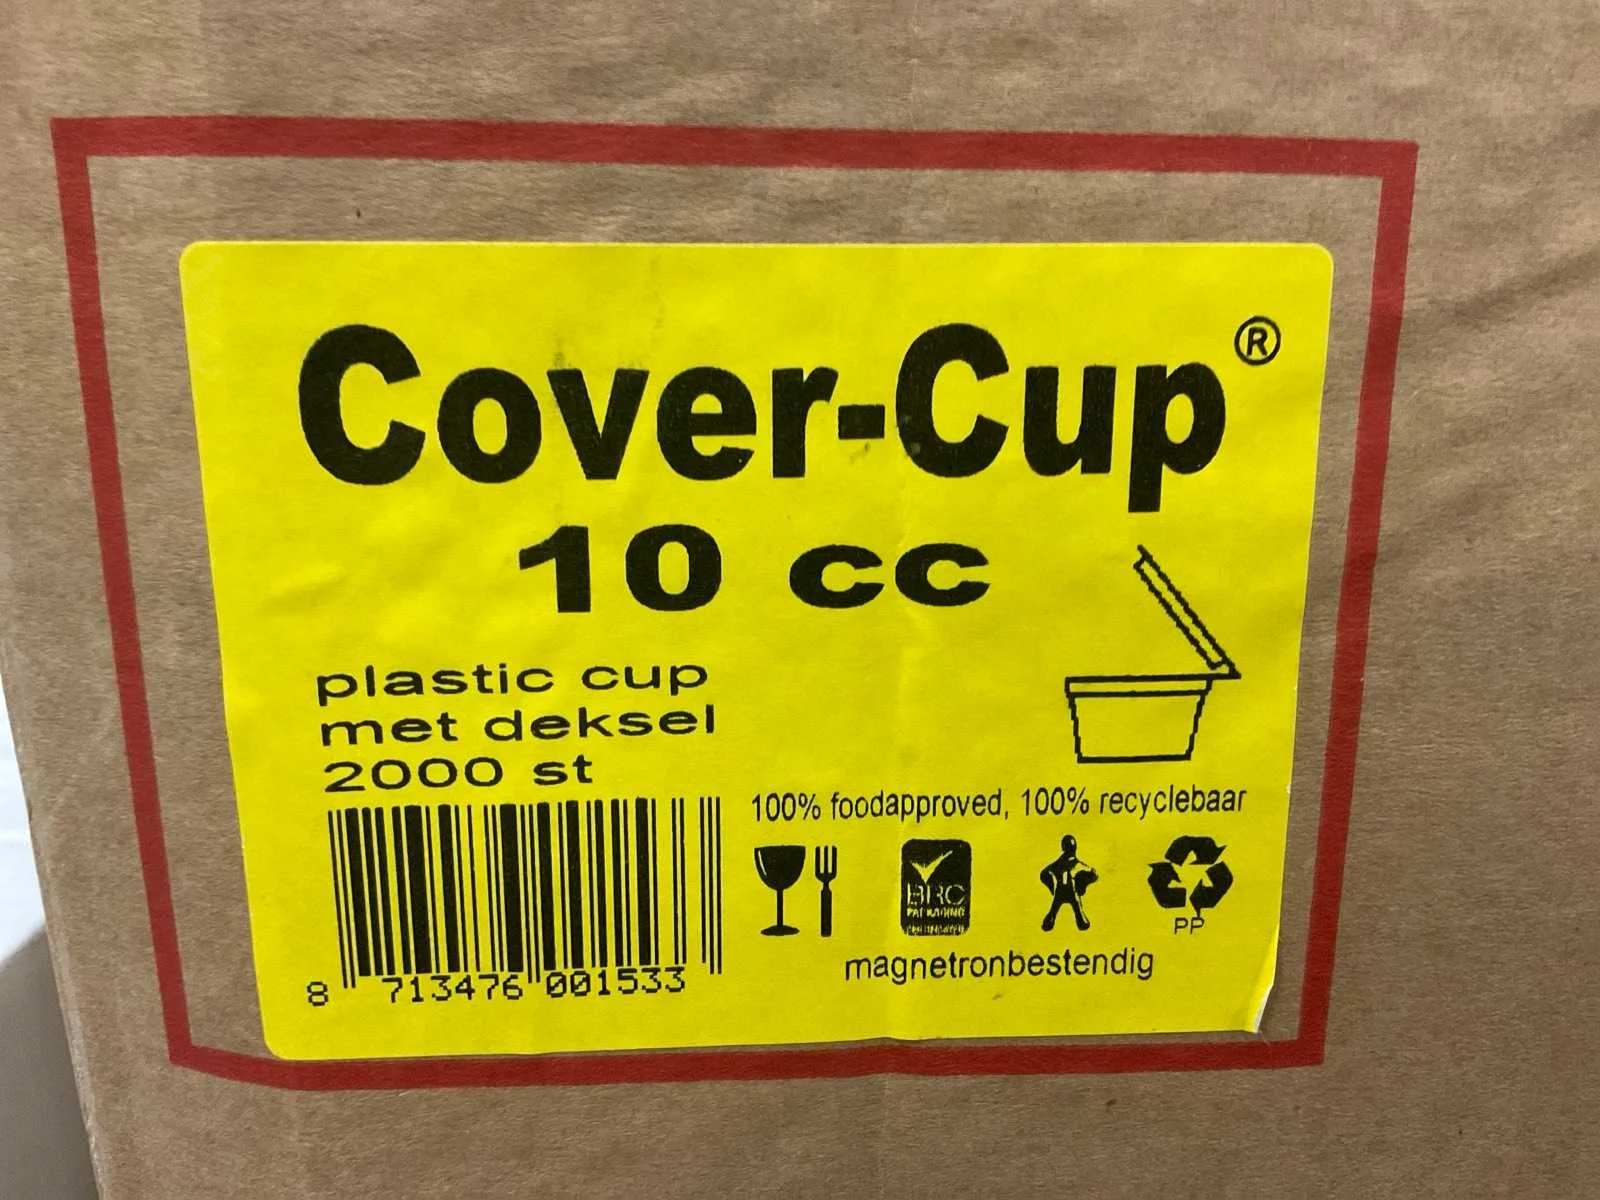 Cover-Cup®
10 cc
plastic cup
met deksel
2000 st
100% foodapproved, 100% recyclebaar
BRC
PP
magnetronbestendig
8 713476 001533